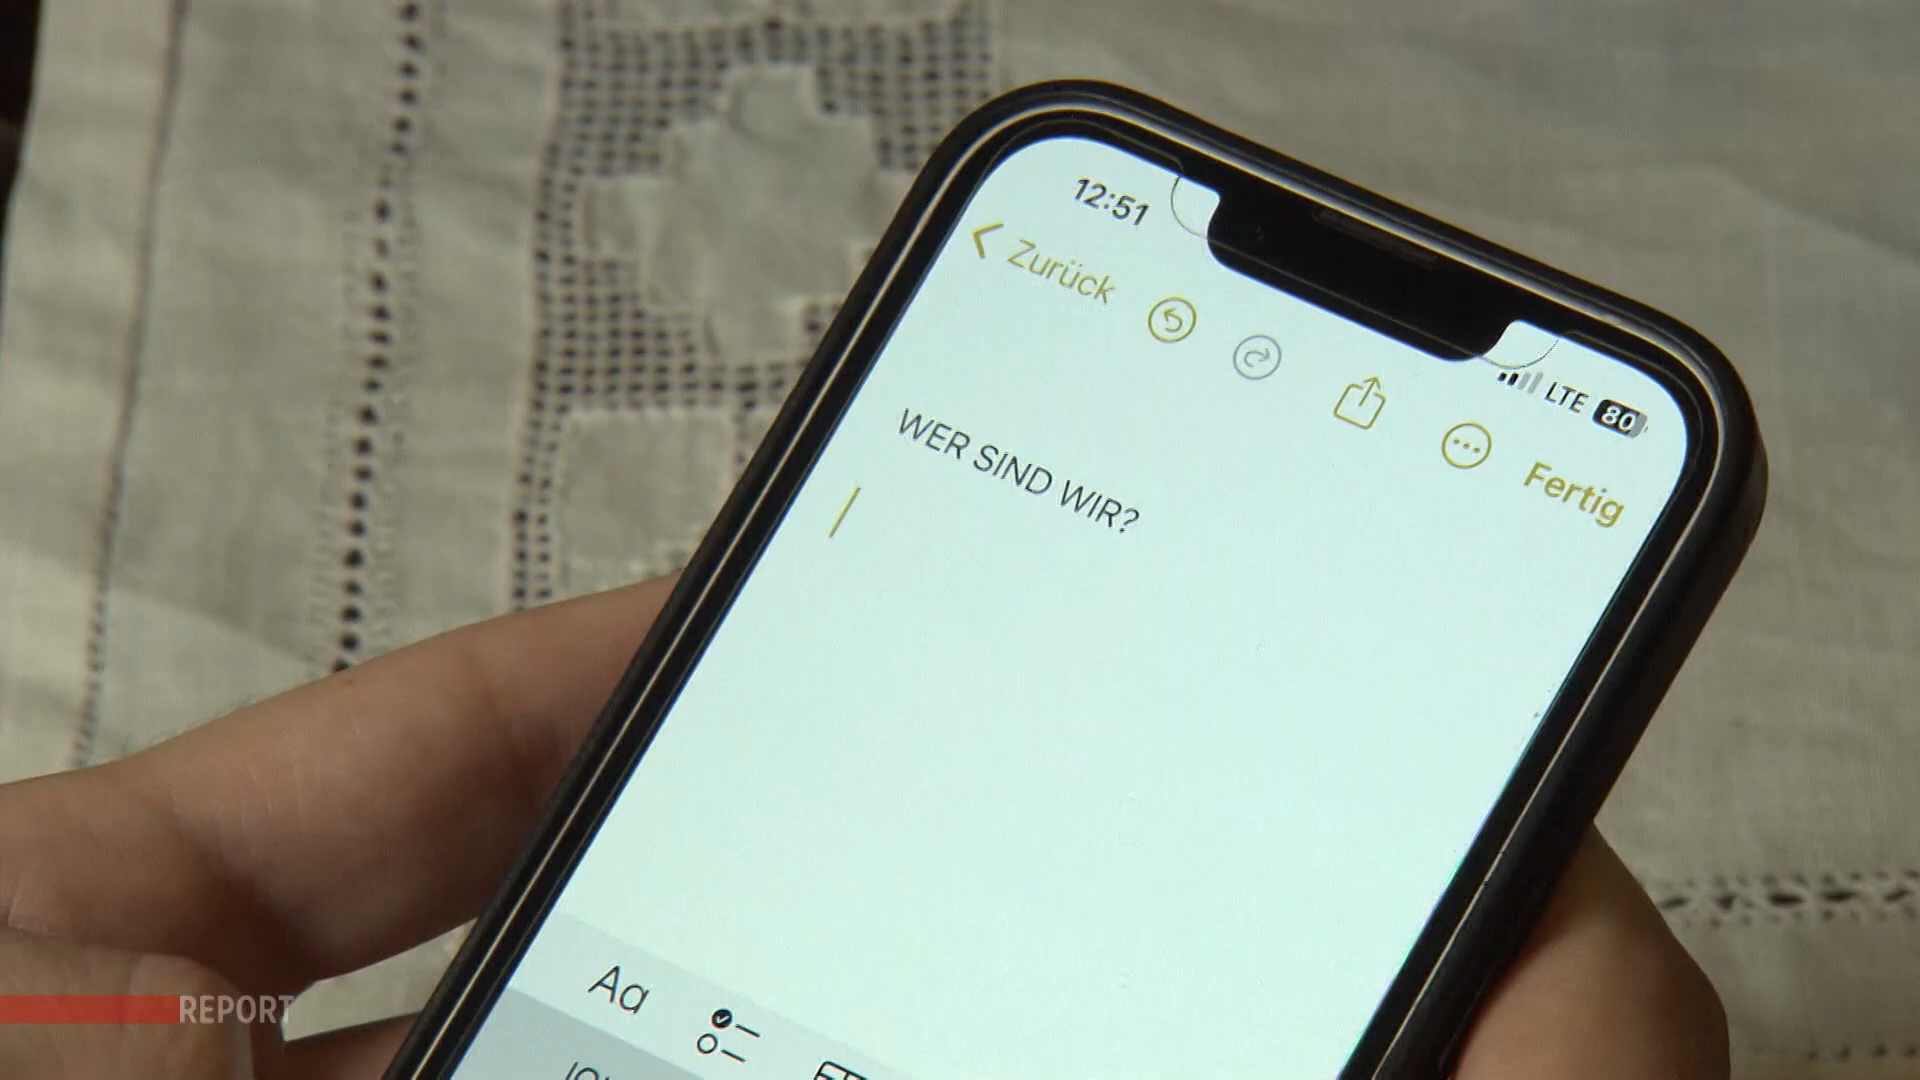 12:51
Zurück
LTE 80
Fertig
WER SIND WIR?
Aa
REPORT